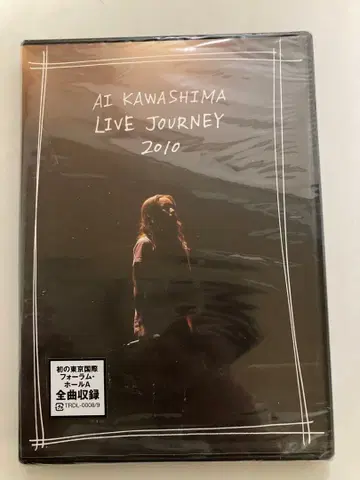 AI KAWASHIMA
LIVE JOURNEY
2010
初の東京国際
フォーラム・
ホールA
全曲収録
TRDL-0008/9